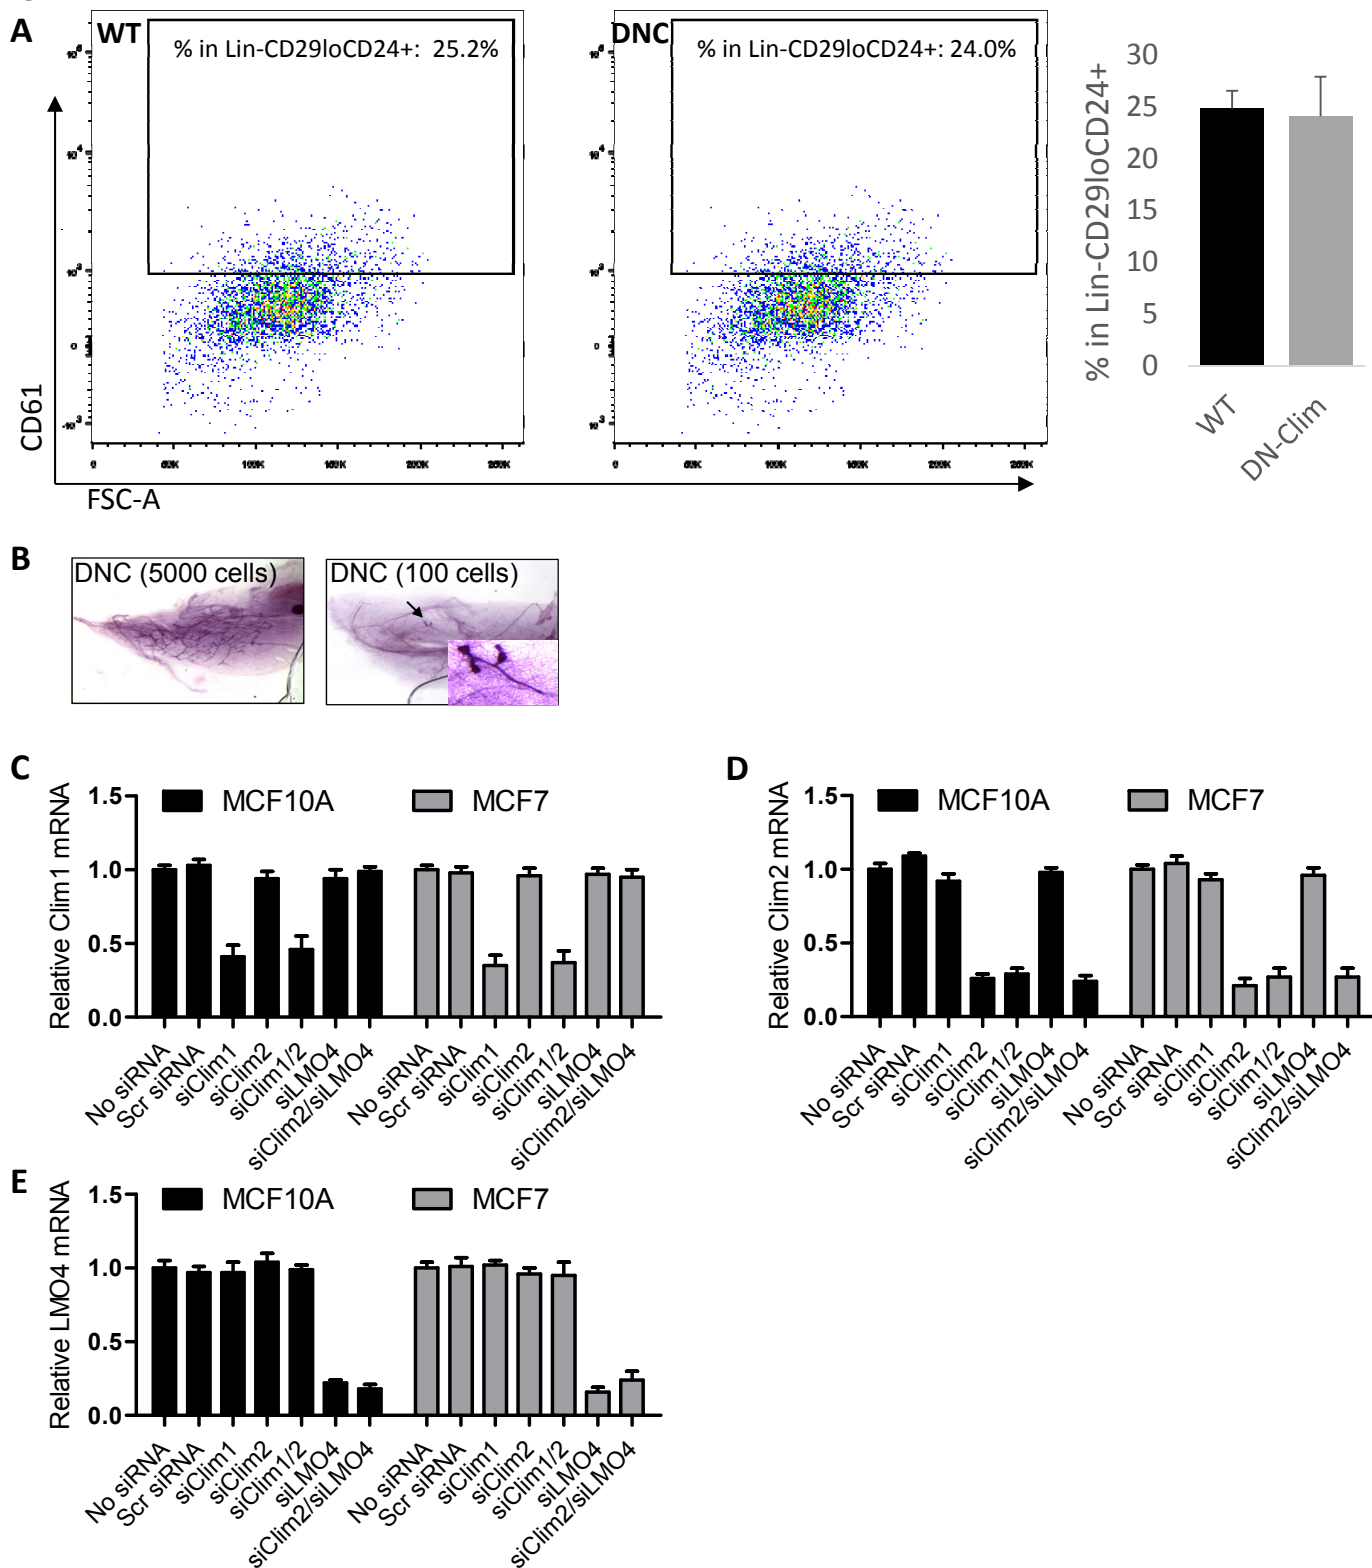 A
WT
% in Lin-CD29loCD24+: 25.2%
DNC
% in Lin-CD29loCD24+: 24.0%
CD61
FSC-A
0
200K
0
100K
200K
% in Lin-CD29loCD24+
30
25
20
15
10
5
0
WT
DN-Clim
B
DNC (5000 cells)
DNC (100 cells)
C
Relative Clim1 mRNA
1.5
1.0
0.5
0.0
MCF10A
MCF7
No siRNA
Scr siRNA
siClim1
siClim2
siClim1/2
siLMO4
siClim2/siLMO4
No siRNA
Scr siRNA
siClim1
siClim2
siClim1/2
siLMO4
siClim2/siLMO4
D
Relative Clim2 mRNA
1.5
1.0
0.5
0.0
MCF10A
MCF7
No siRNA
Scr siRNA
siClim1
siClim2
siClim1/2
siLMO4
siClim2/siLMO4
No siRNA
Scr siRNA
siClim1
siClim2
siClim1/2
siLMO4
siClim2/siLMO4
E
Relative LMO4 mRNA
1.5
1.0
0.5
0.0
MCF10A
MCF7
No siRNA
Scr siRNA
siClim1
siClim2
siClim1/2
siLMO4
siClim2/siLMO4
No siRNA
Scr siRNA
siClim1
siClim2
siClim1/2
siLMO4
siClim2/siLMO4